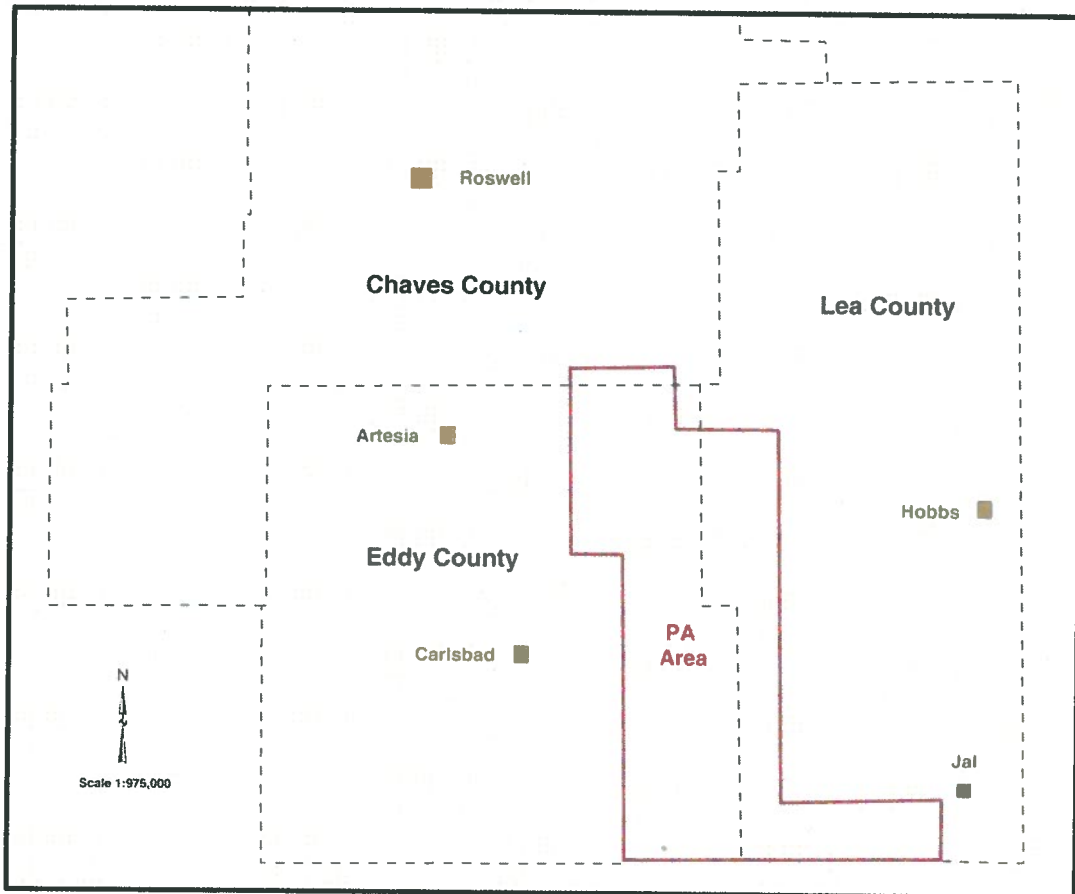 Roswell
Chaves County
Lea County
Artesia
Hobbs
Eddy County
PA
Area
Carlsbad
N
Jal
Scale 1:975,000